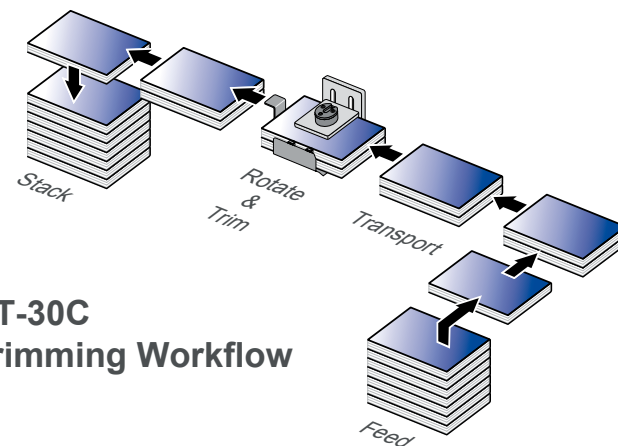 Stack
Rotate
&
Trim
Transport
T-30C
rimming Workflow
Feed